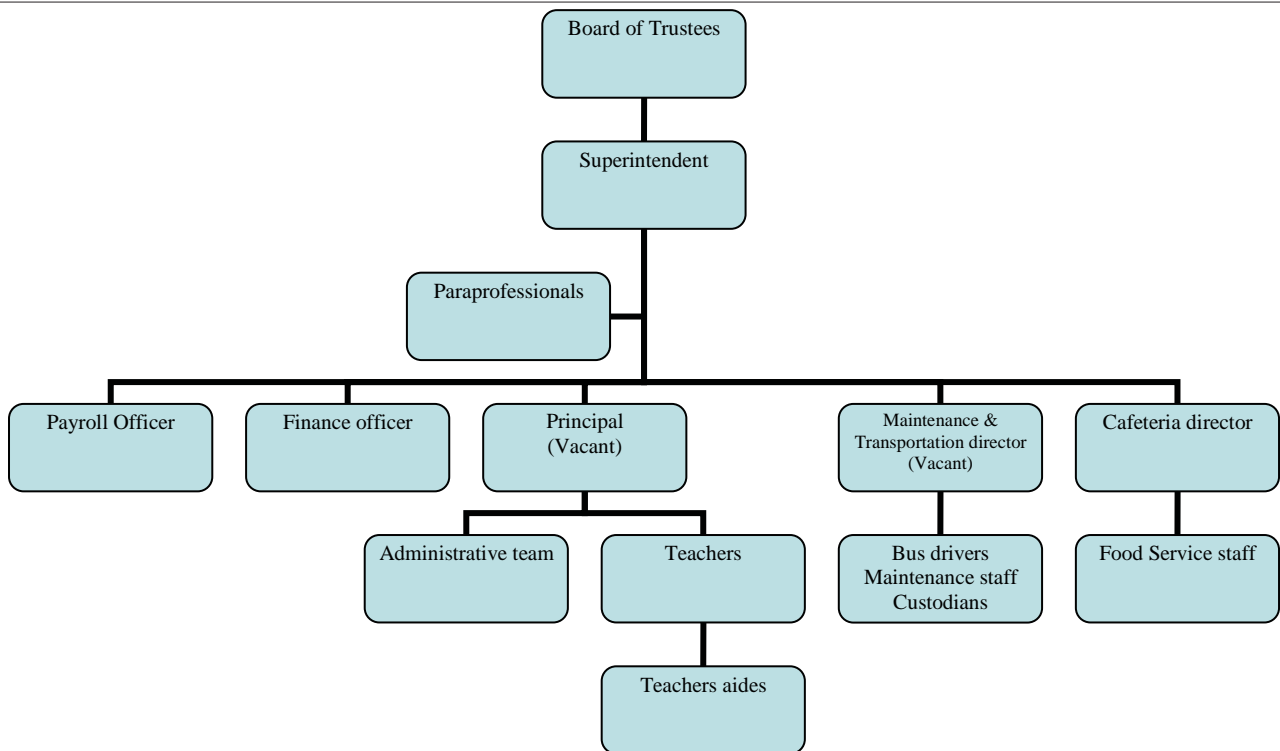 Board of Trustees
Superintendent
Paraprofessionals
Payroll Officer
Finance officer
Principal
(Vacant)
Maintenance &
Transportation director
(Vacant)
Cafeteria director
Administrative team
Teachers
Bus drivers
Maintenance staff
Custodians
Food Service staff
Teachers aides